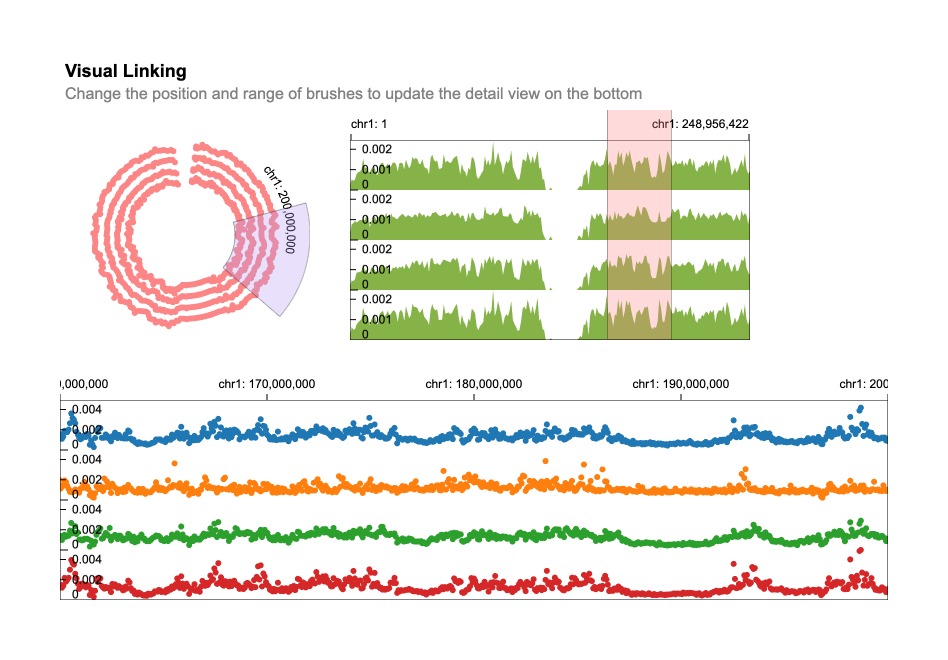 Visual Linking
Change the position and range of brushes to update the detail view on the bottom
chr1: 200,000,000
chr1: 1
chr1: 248,956,422
0.002
0.001
0
0.002
0.001
0
0.002
0.001
0
0.002
0.001
0
0,000,000
chr1: 170,000,000
chr1: 180,000,000
chr1: 190,000,000
chr1: 200
0.004
0.002
0
0.004
0.002
0
0.004
0.002
0
0.004
0.002
0